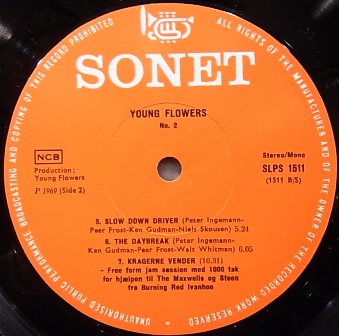 ALL RIGHTS OF THE MANUFACTURER AND OF THE OWNER OF THE RECORDED WORK RESERVED.
UNAUTHORISED PUBLIC PERFORMANCE BROADCASTING AND COPYING OF THIS RECORD PROHIBITED
SONET
YOUNG FLOWERS
No. 2
NCB
Stereo/Mono
Production :
SLPS 1511
Young Flowers
(1511 B/S)
P 1969 (Side 2)
5. SLOW DOWN DRIVER (Peter Ingemann-
Peer Frost-Ken Gudman-Niels Skousen) 5.24
6. THE DAYBREAK (Peter Ingemann-
Ken Gudman-Peer Frost-Walt Whitman) 6.05
7. KRAGERNE VENDER (10,31)
- Free form jam session med 1000 tak
for hjælpen til The Maxwells og Steen
fra Burning Red Ivanhoe